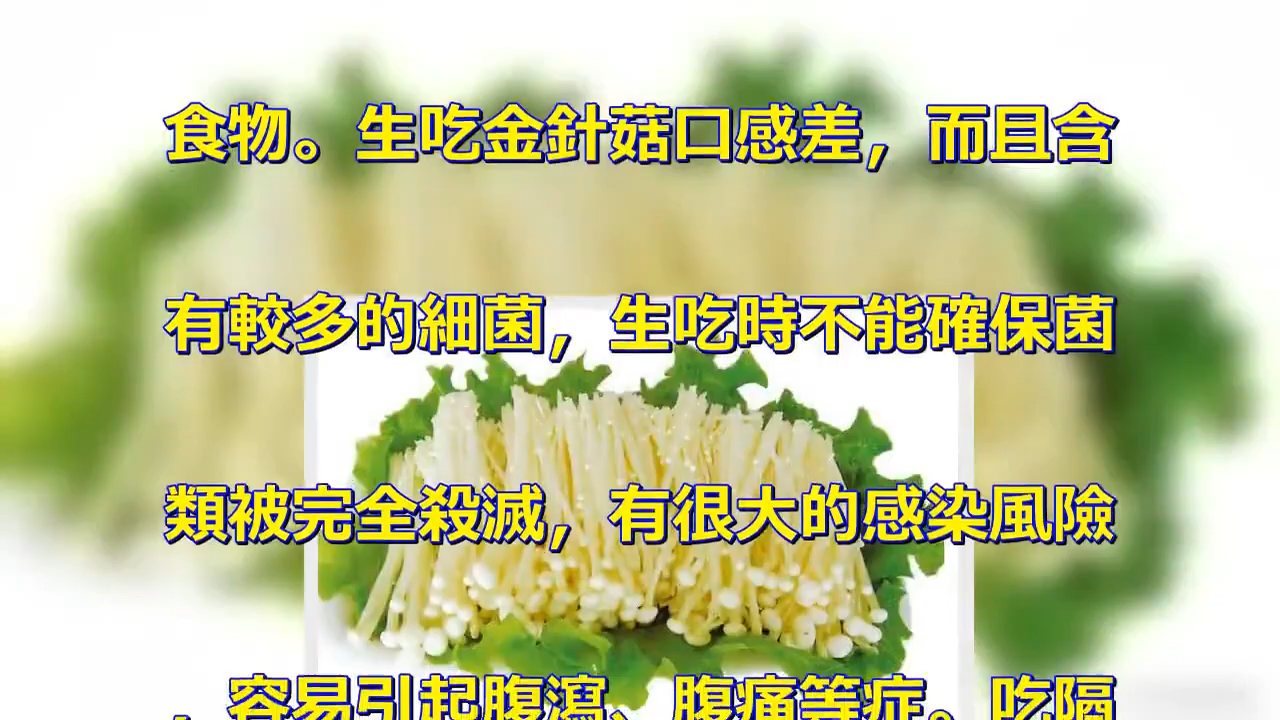 食物。生吃金針菇口感差，而且含
有較多的細菌，生吃時不能確保菌
類被完全殺滅，有很大的感染風險
，容易引起腹瀉、腹痛等症。吃隔